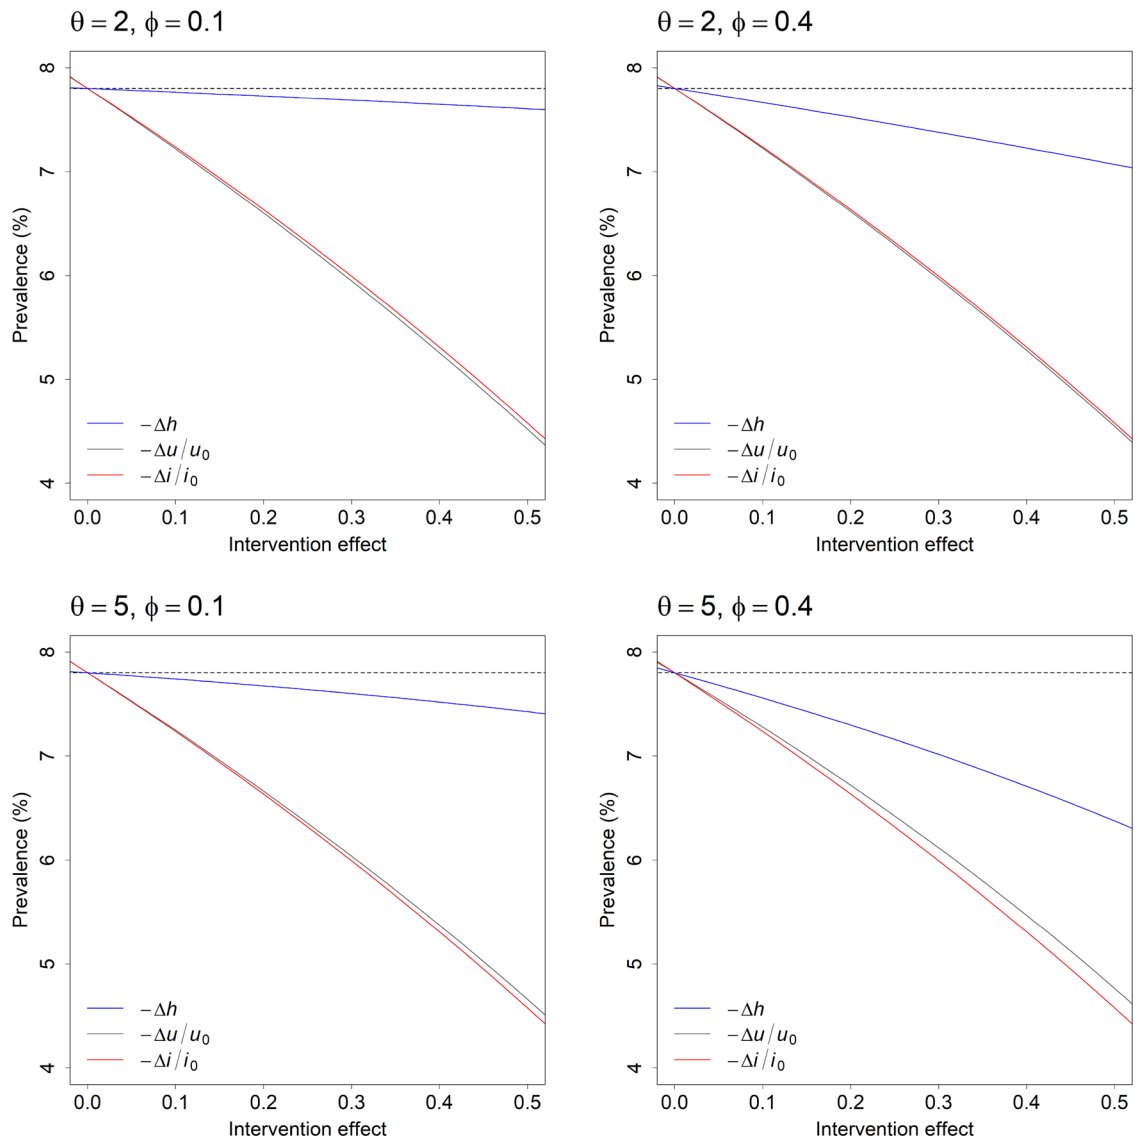 θ = 2, ϕ = 0.1
8
7
6
5
4
Prevalence (%)
−Δh
−Δu/u0
−Δi/i0
0.0 0.1 0.2 0.3 0.4 0.5
Intervention effect
θ = 2, ϕ = 0.4
8
7
6
5
4
Prevalence (%)
−Δh
−Δu/u0
−Δi/i0
0.0 0.1 0.2 0.3 0.4 0.5
Intervention effect
θ = 5, ϕ = 0.1
8
7
6
5
4
Prevalence (%)
−Δh
−Δu/u0
−Δi/i0
0.0 0.1 0.2 0.3 0.4 0.5
Intervention effect
θ = 5, ϕ = 0.4
8
7
6
5
4
Prevalence (%)
−Δh
−Δu/u0
−Δi/i0
0.0 0.1 0.2 0.3 0.4 0.5
Intervention effect